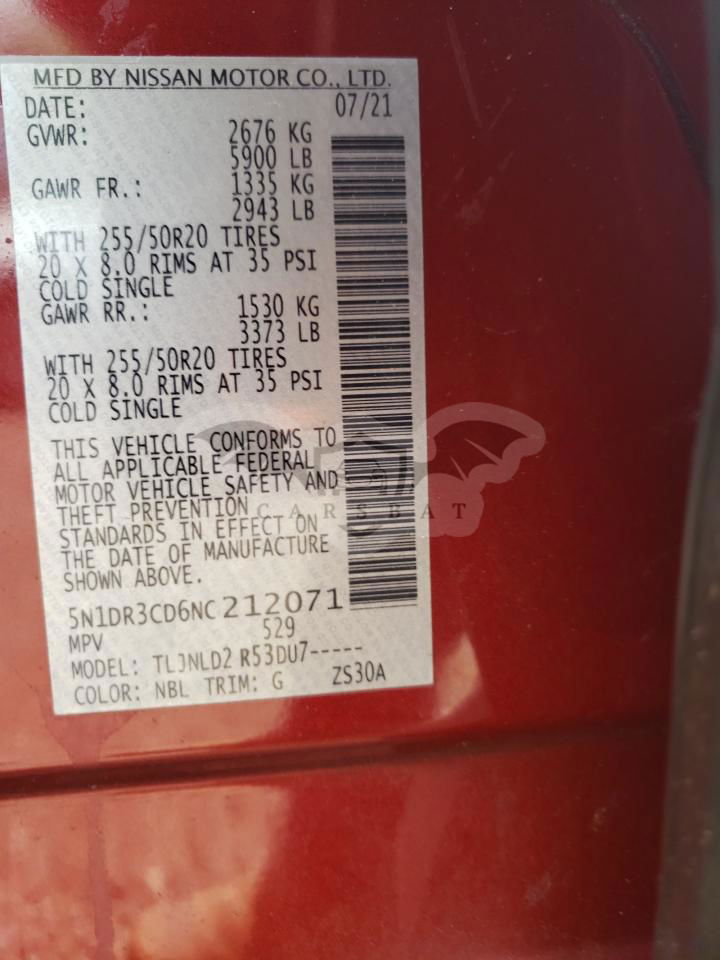 MFD BY NISSAN MOTOR CO., LTD.
DATE: 07/21
GVWR: 2676 KG
5900 LB
GAWR FR.: 1335 KG
2943 LB
WITH 255/50R20 TIRES
20 X 8.0 RIMS AT 35 PSI
COLD SINGLE
GAWR RR.: 1530 KG
3373 LB
WITH 255/50R20 TIRES
20 X 8.0 RIMS AT 35 PSI
COLD SINGLE
THIS VEHICLE CONFORMS TO
ALL APPLICABLE FEDERAL
MOTOR VEHICLE SAFETY AND
THEFT PREVENTION
STANDARDS IN EFFECT ON
THE DATE OF MANUFACTURE
SHOWN ABOVE.
CARSBAT
5N1DR3CD6NC212071
MPV 529
MODEL: TLJNLD2 R53DU7-----
COLOR: NBL TRIM: G ZS30A